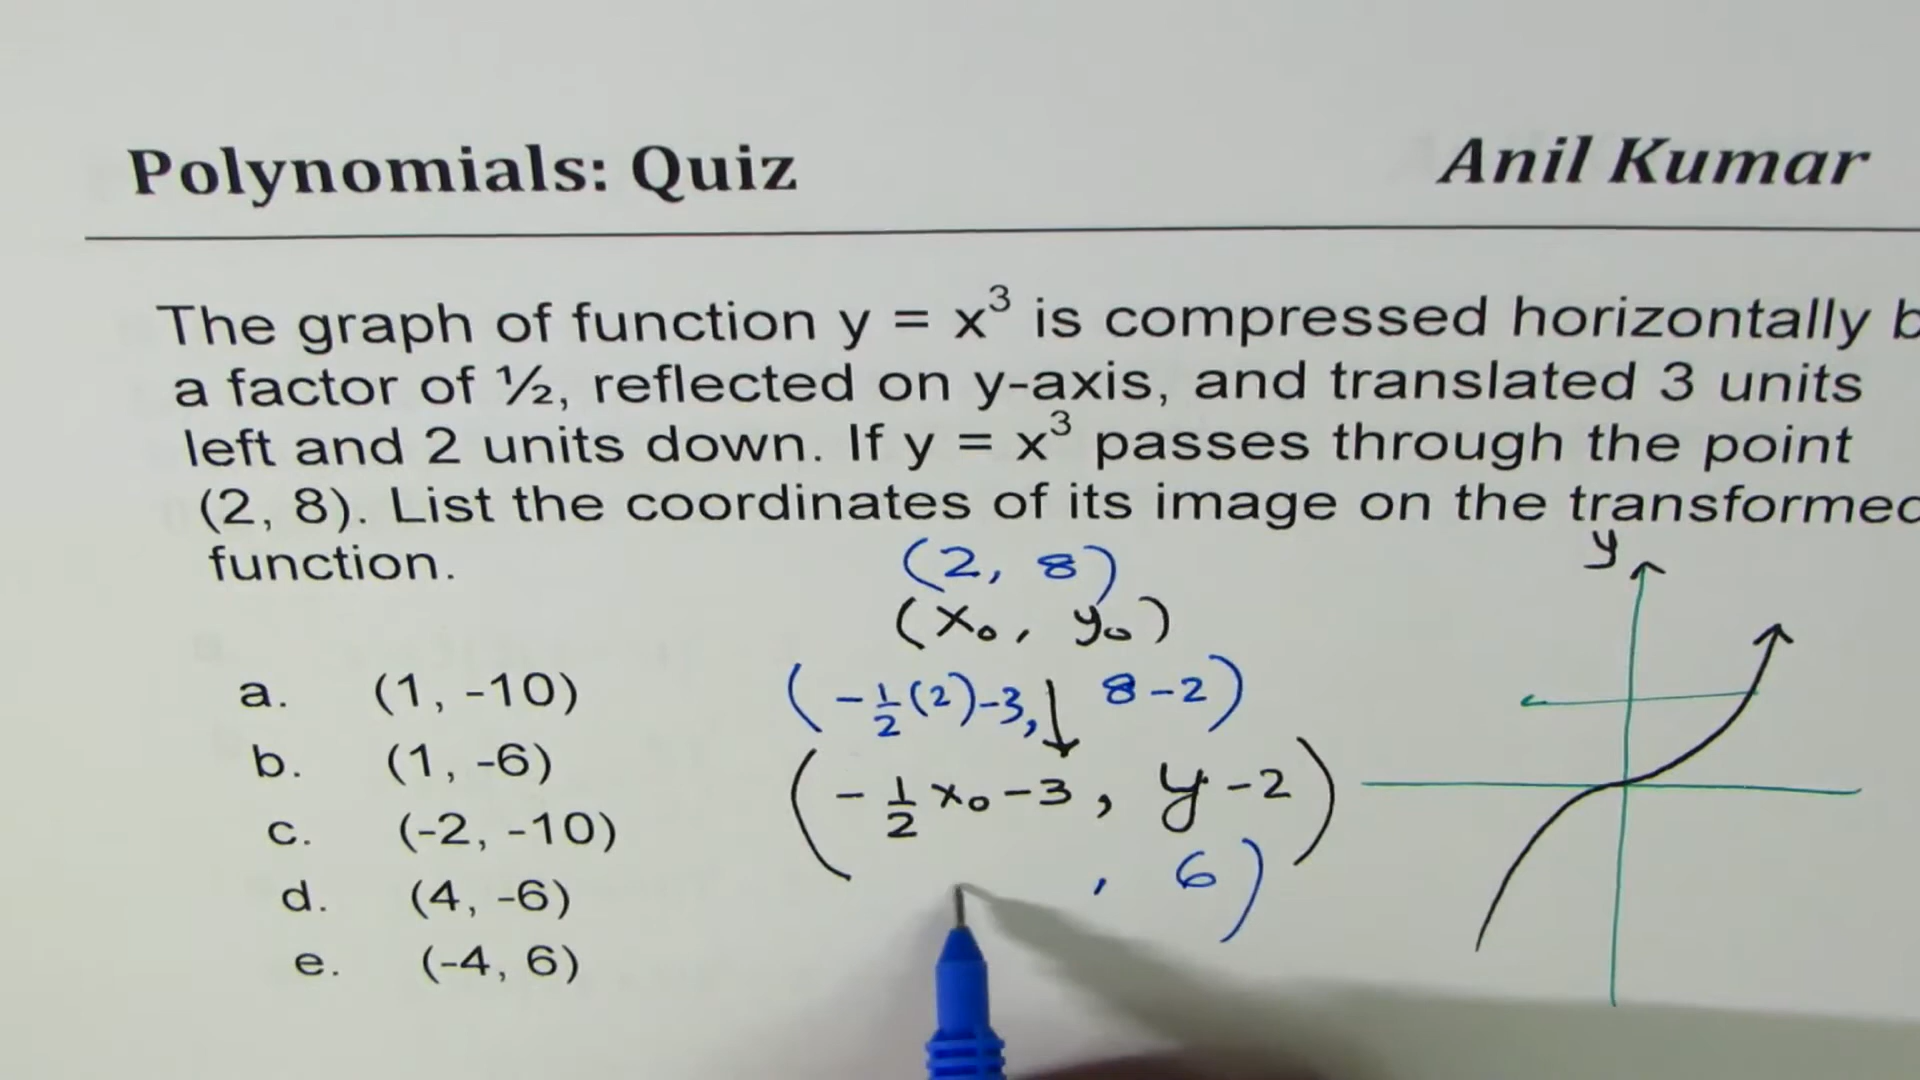 Polynomials: Quiz
Anil Kumar
The graph of function y = x³ is compressed horizontally b
a factor of ½, reflected on y-axis, and translated 3 units
left and 2 units down. If y = x³ passes through the point
(2, 8). List the coordinates of its image on the transformed
function.
a. (1, -10)
b. (1, -6)
c. (-2, -10)
d. (4, -6)
e. (-4, 6)
(2, 8)
(x₀, y₀)
(-½(2)-3, 8-2)
(-½x₀-3, y-2)
, 6)
y